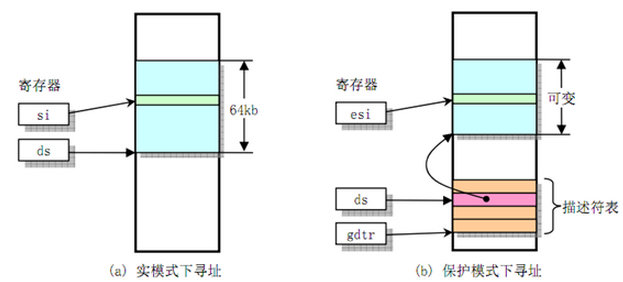 寄存器
si
ds
64kb
(a) 实模式下寻址
寄存器
esi
可变
ds
gdtr
描述符表
(b) 保护模式下寻址